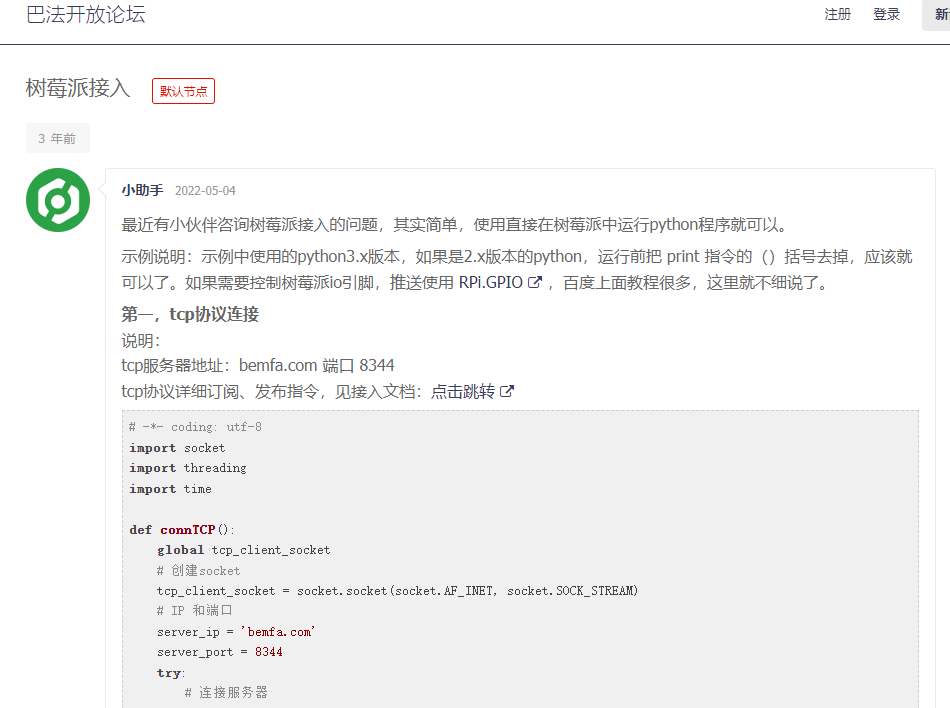 巴法开放论坛
注册 登录
树莓派接入 默认节点
3 年前
小助手 2022-05-04
最近有小伙伴咨询树莓派接入的问题，其实简单，使用直接在树莓派中运行python程序就可以。
示例说明：示例中使用的python3.x版本，如果是2.x版本的python，运行前把 print 指令的（）括号去掉，应该就
可以了。如果需要控制树莓派io引脚，推送使用 RPi.GPIO ，百度上面教程很多，这里就不细说了。
第一，tcp协议连接
说明：
tcp服务器地址：bemfa.com 端口 8344
tcp协议详细订阅、发布指令，见接入文档：点击跳转
# -*- coding: utf-8
import socket
import threading
import time
def connTCP():
global tcp_client_socket
# 创建socket
tcp_client_socket = socket.socket(socket.AF_INET, socket.SOCK_STREAM)
# IP 和端口
server_ip = 'bemfa.com'
server_port = 8344
try:
# 连接服务器